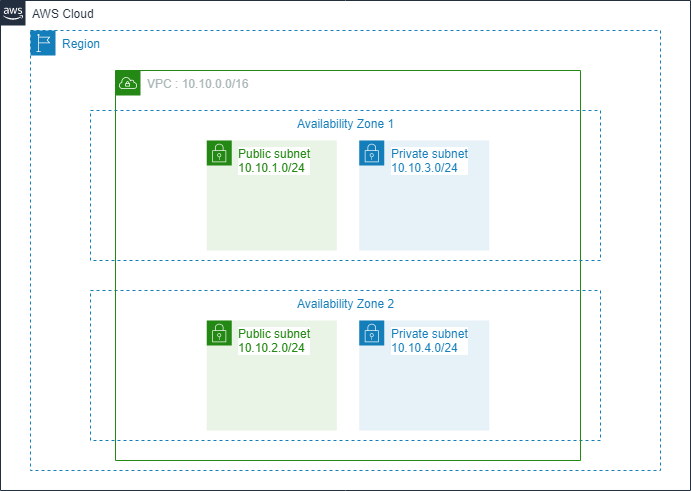 aws
AWS Cloud
Region
VPC : 10.10.0.0/16
Availability Zone 1
Public subnet
10.10.1.0/24
Private subnet
10.10.3.0/24
Availability Zone 2
Public subnet
10.10.2.0/24
Private subnet
10.10.4.0/24